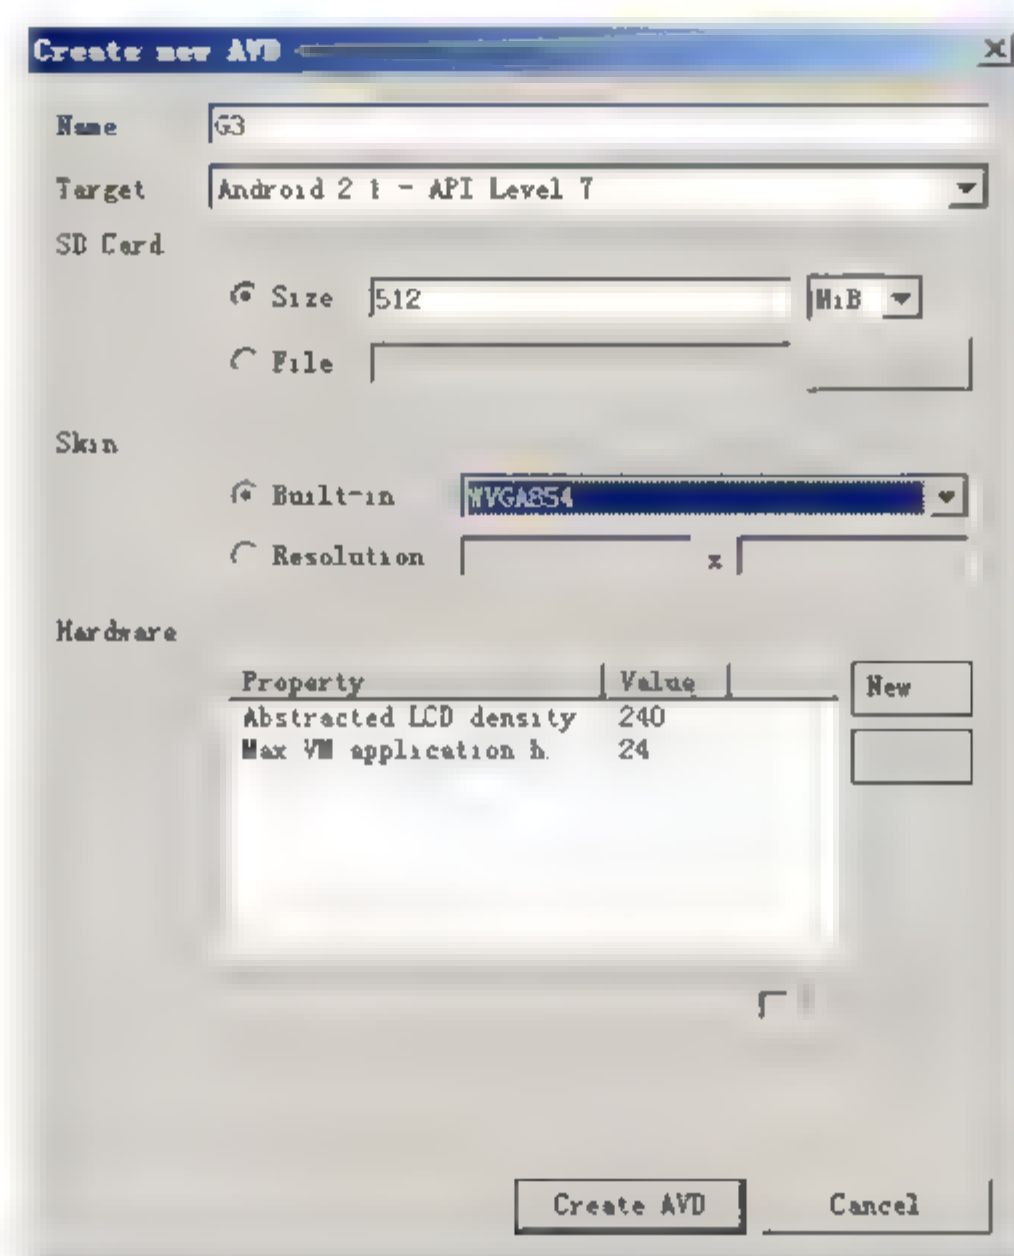 Create new AVD
Name G3
Target Android 2 1 - API Level 7
SD Card
Size 512 MiB
File
Skin
Built-in WVGA854
Resolution x
Hardware
Property Value New
Abstracted LCD density 240
Max VM application h. 24
Create AVD Cancel